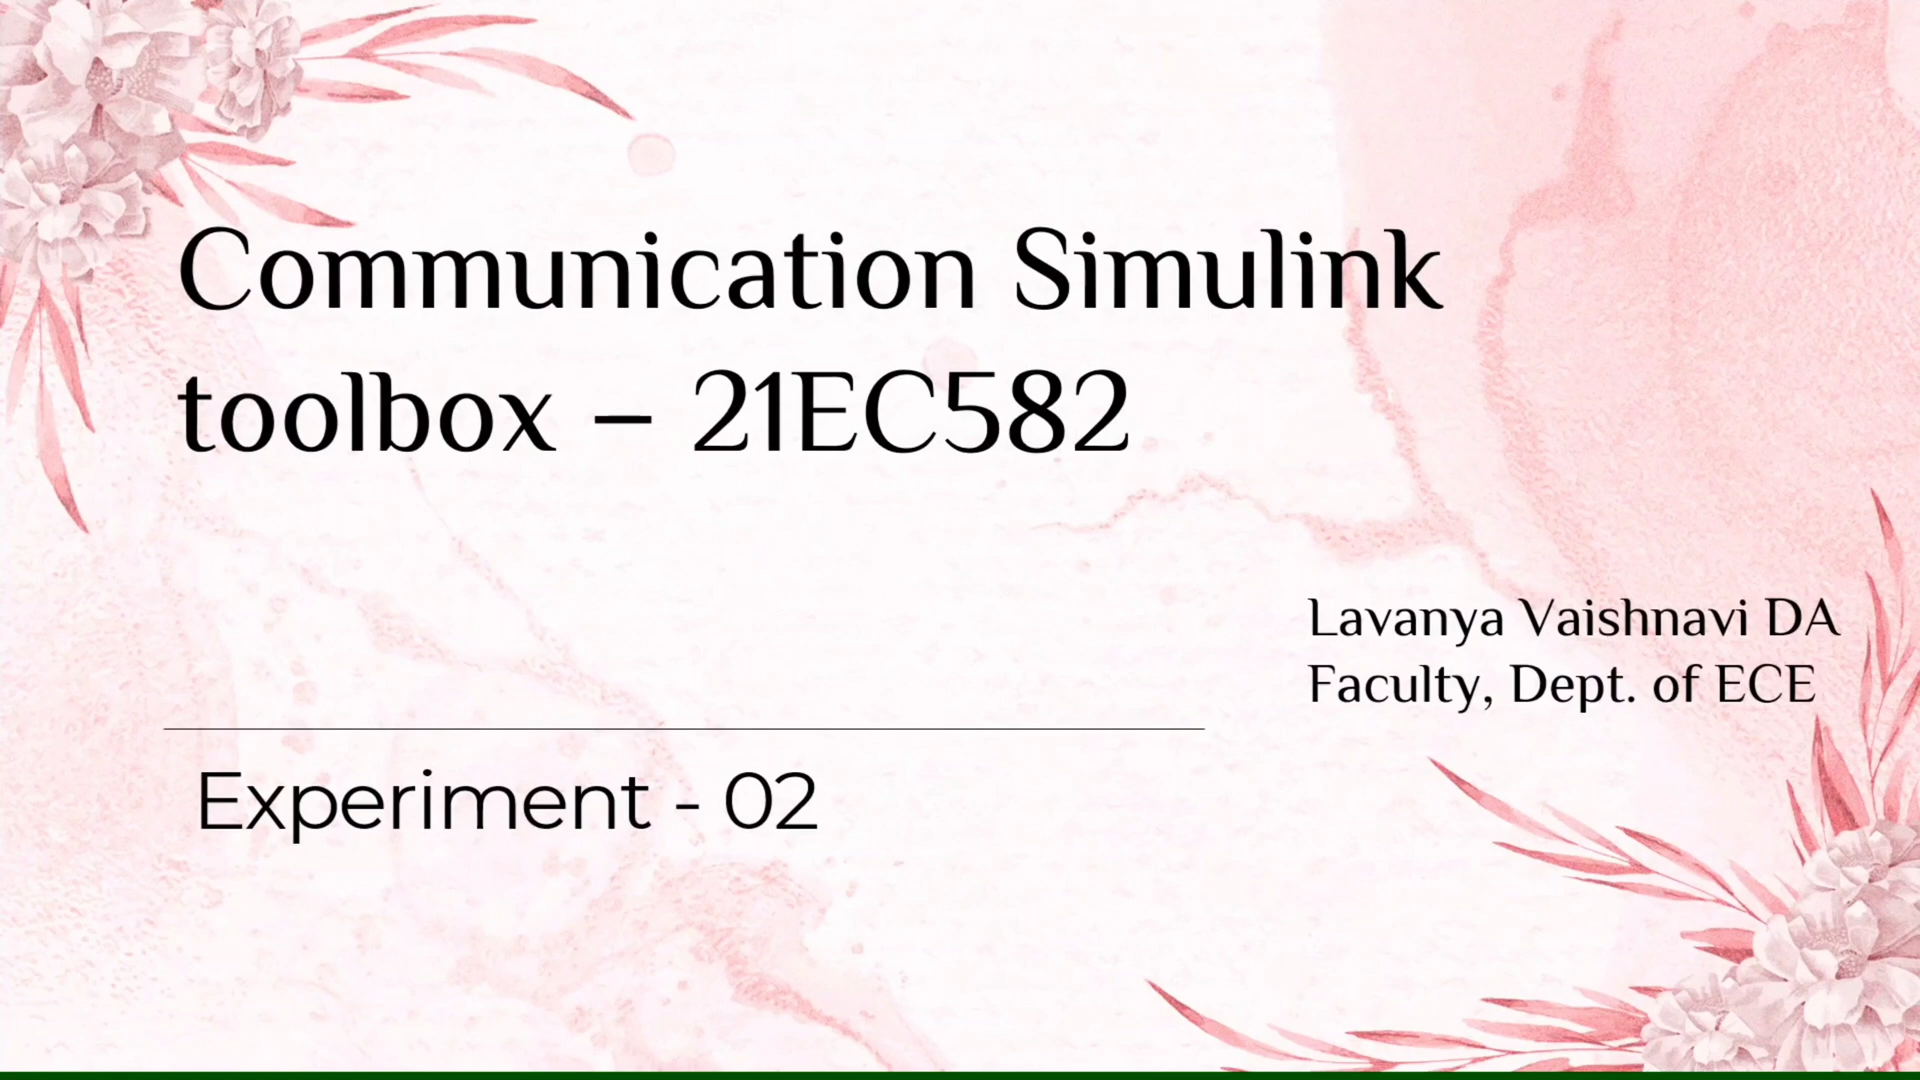 Communication Simulink
toolbox – 21EC582
Lavanya Vaishnavi DA
Faculty, Dept. of ECE
Experiment - 02